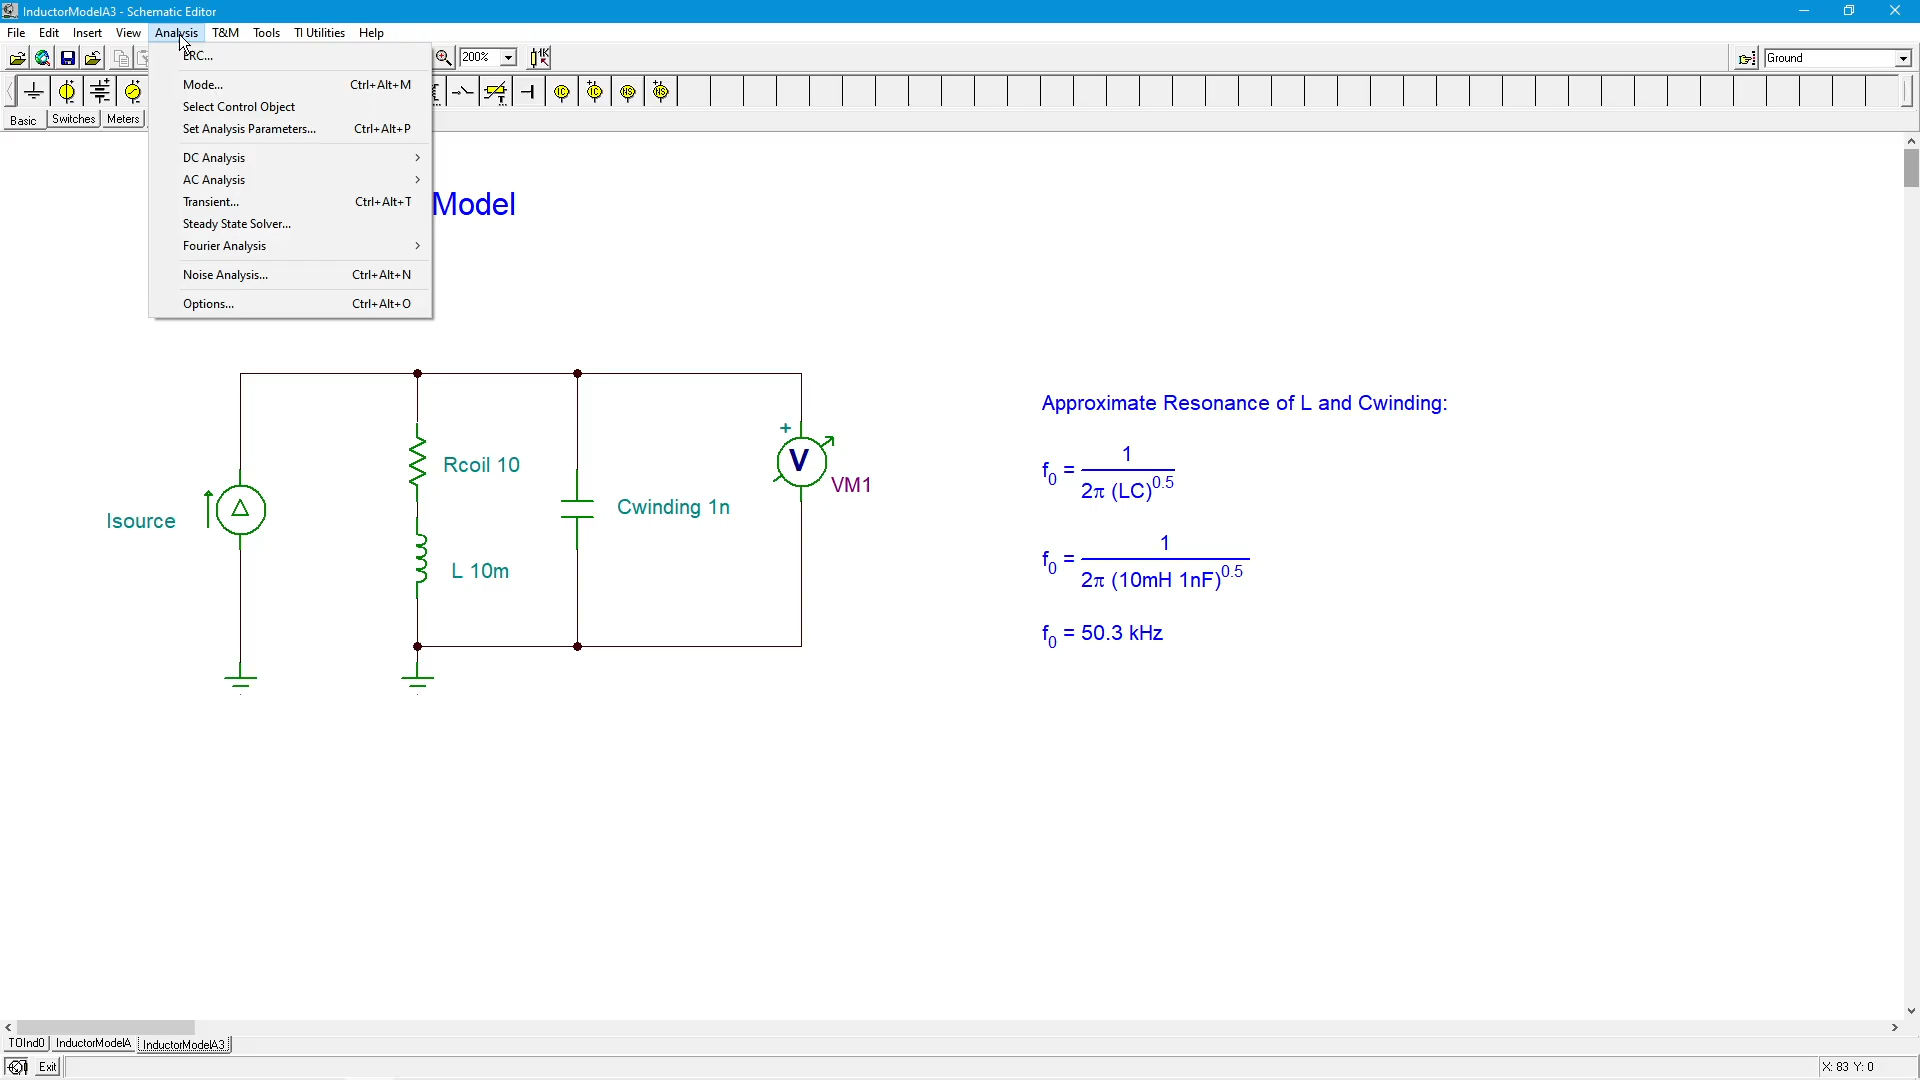 InductorModelA3 - Schematic Editor
File Edit Insert View Analysis T&M Tools TI Utilities Help
200%
Ground
Basic Switches Meters
ERC...
Mode... Ctrl+Alt+M
Select Control Object
Set Analysis Parameters... Ctrl+Alt+P
DC Analysis
AC Analysis
Transient... Ctrl+Alt+T
Steady State Solver...
Fourier Analysis
Noise Analysis... Ctrl+Alt+N
Options... Ctrl+Alt+O
Model
Isource
Rcoil 10
L 10m
Cwinding 1n
+
V
VM1
Approximate Resonance of L and Cwinding:
f0 = 1 / 2π (LC)^0.5
f0 = 1 / 2π (10mH 1nF)^0.5
f0 = 50.3 kHz
TOInd0 InductorModelA InductorModelA3
Exit
X: 83 Y: 0